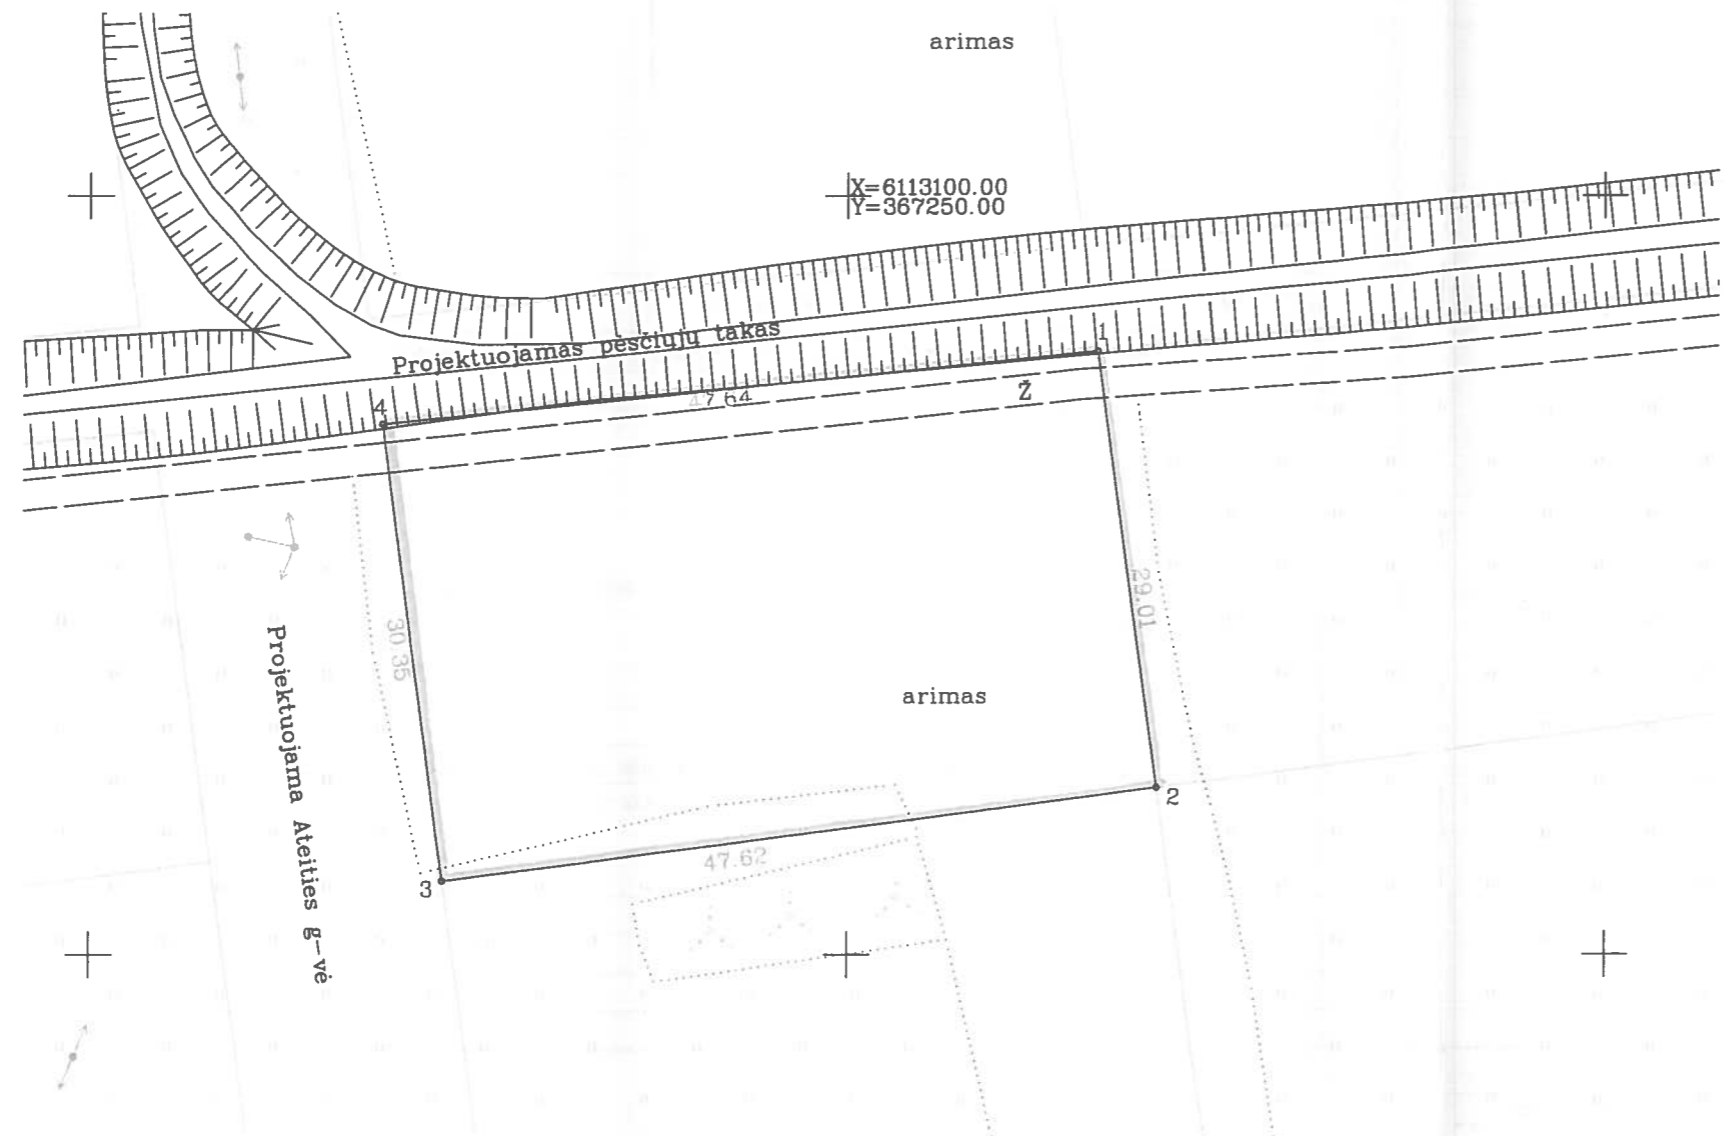 arimas
X=6113100.00
Y=367250.00
Projektuojamas pėsčiųjų takas
1
Ž
4
47.64
29.01
30.35
Projektuojama Ateities g-vė
arimas
2
47.62
3